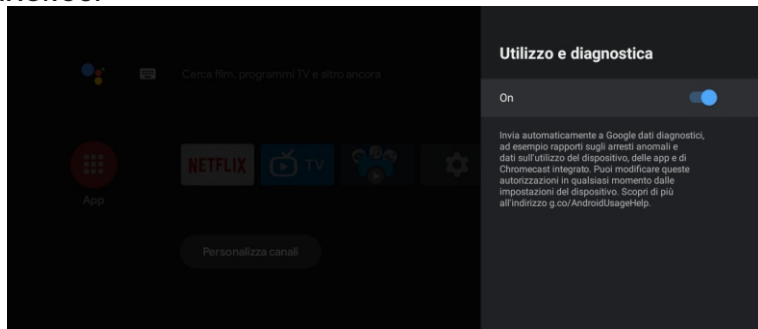 Utilizzo e diagnostica
Cerca film, programmi TV e altro ancora
On
Invia automaticamente a Google dati diagnostici,
ad esempio rapporti sugli arresti anomali e
dati sull'utilizzo del dispositivo, delle app e di
Chromecast integrato. Puoi modificare queste
autorizzazioni in qualsiasi momento dalle
impostazioni del dispositivo. Scopri di più
all'indirizzo g.co/AndroidUsageHelp.
NETFLIX
TV
App
Personalizza canali